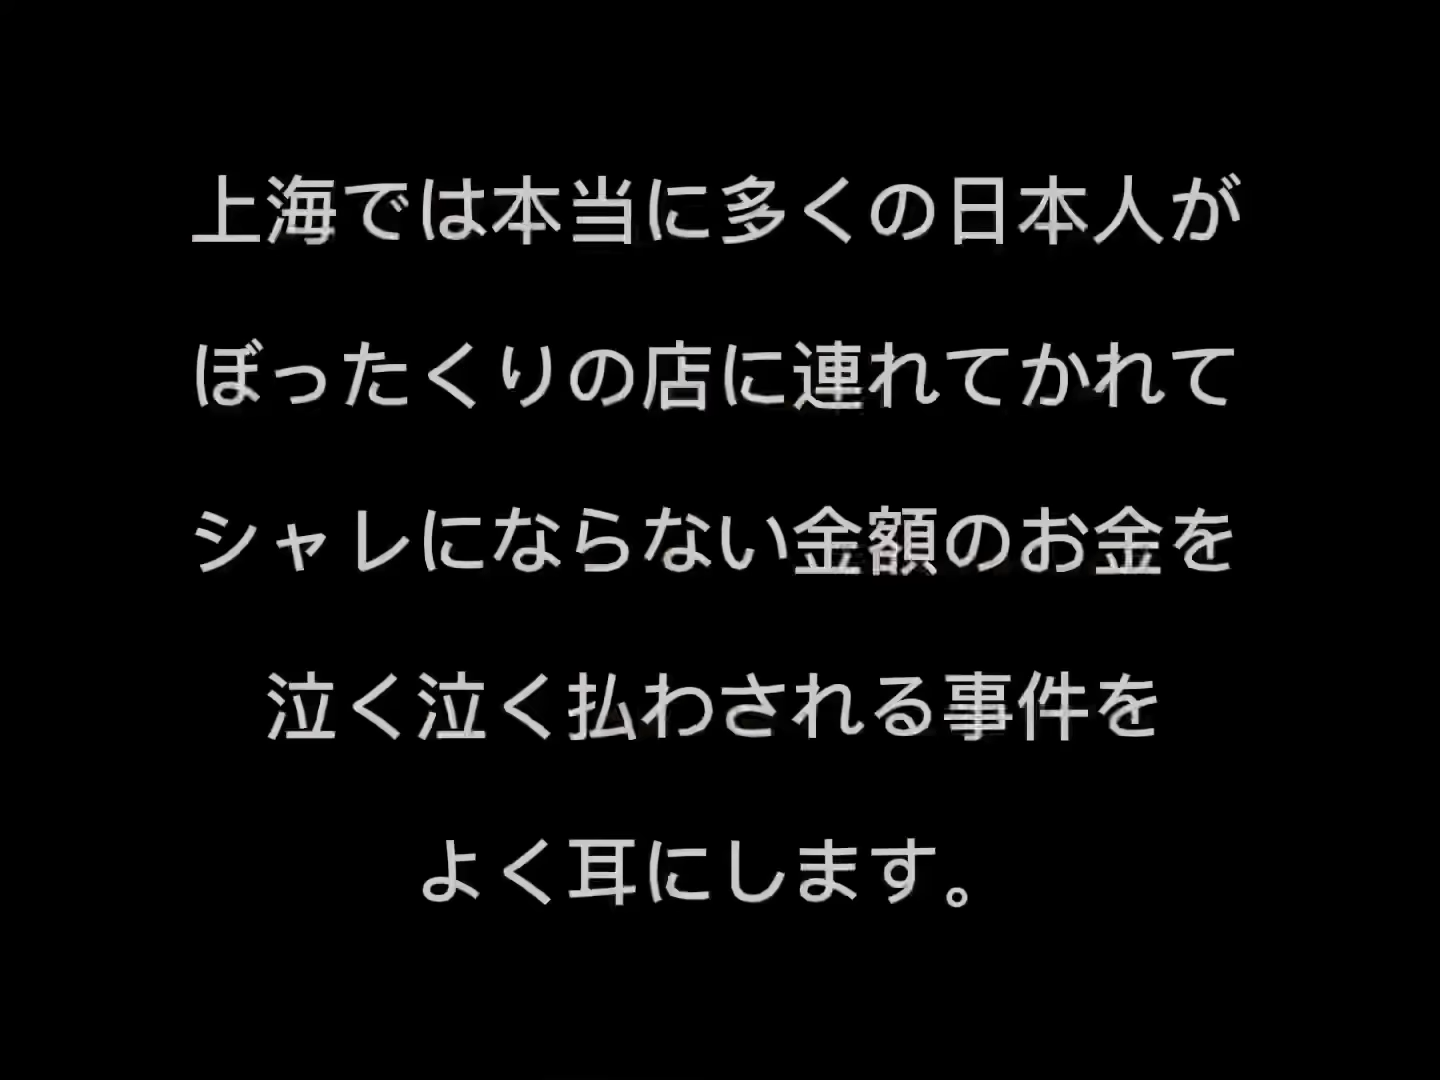 上海では本当に多くの日本人が
ぼったくりの店に連れてかれて
シャレにならない金額のお金を
泣く泣く払わされる事件を
よく耳にします。